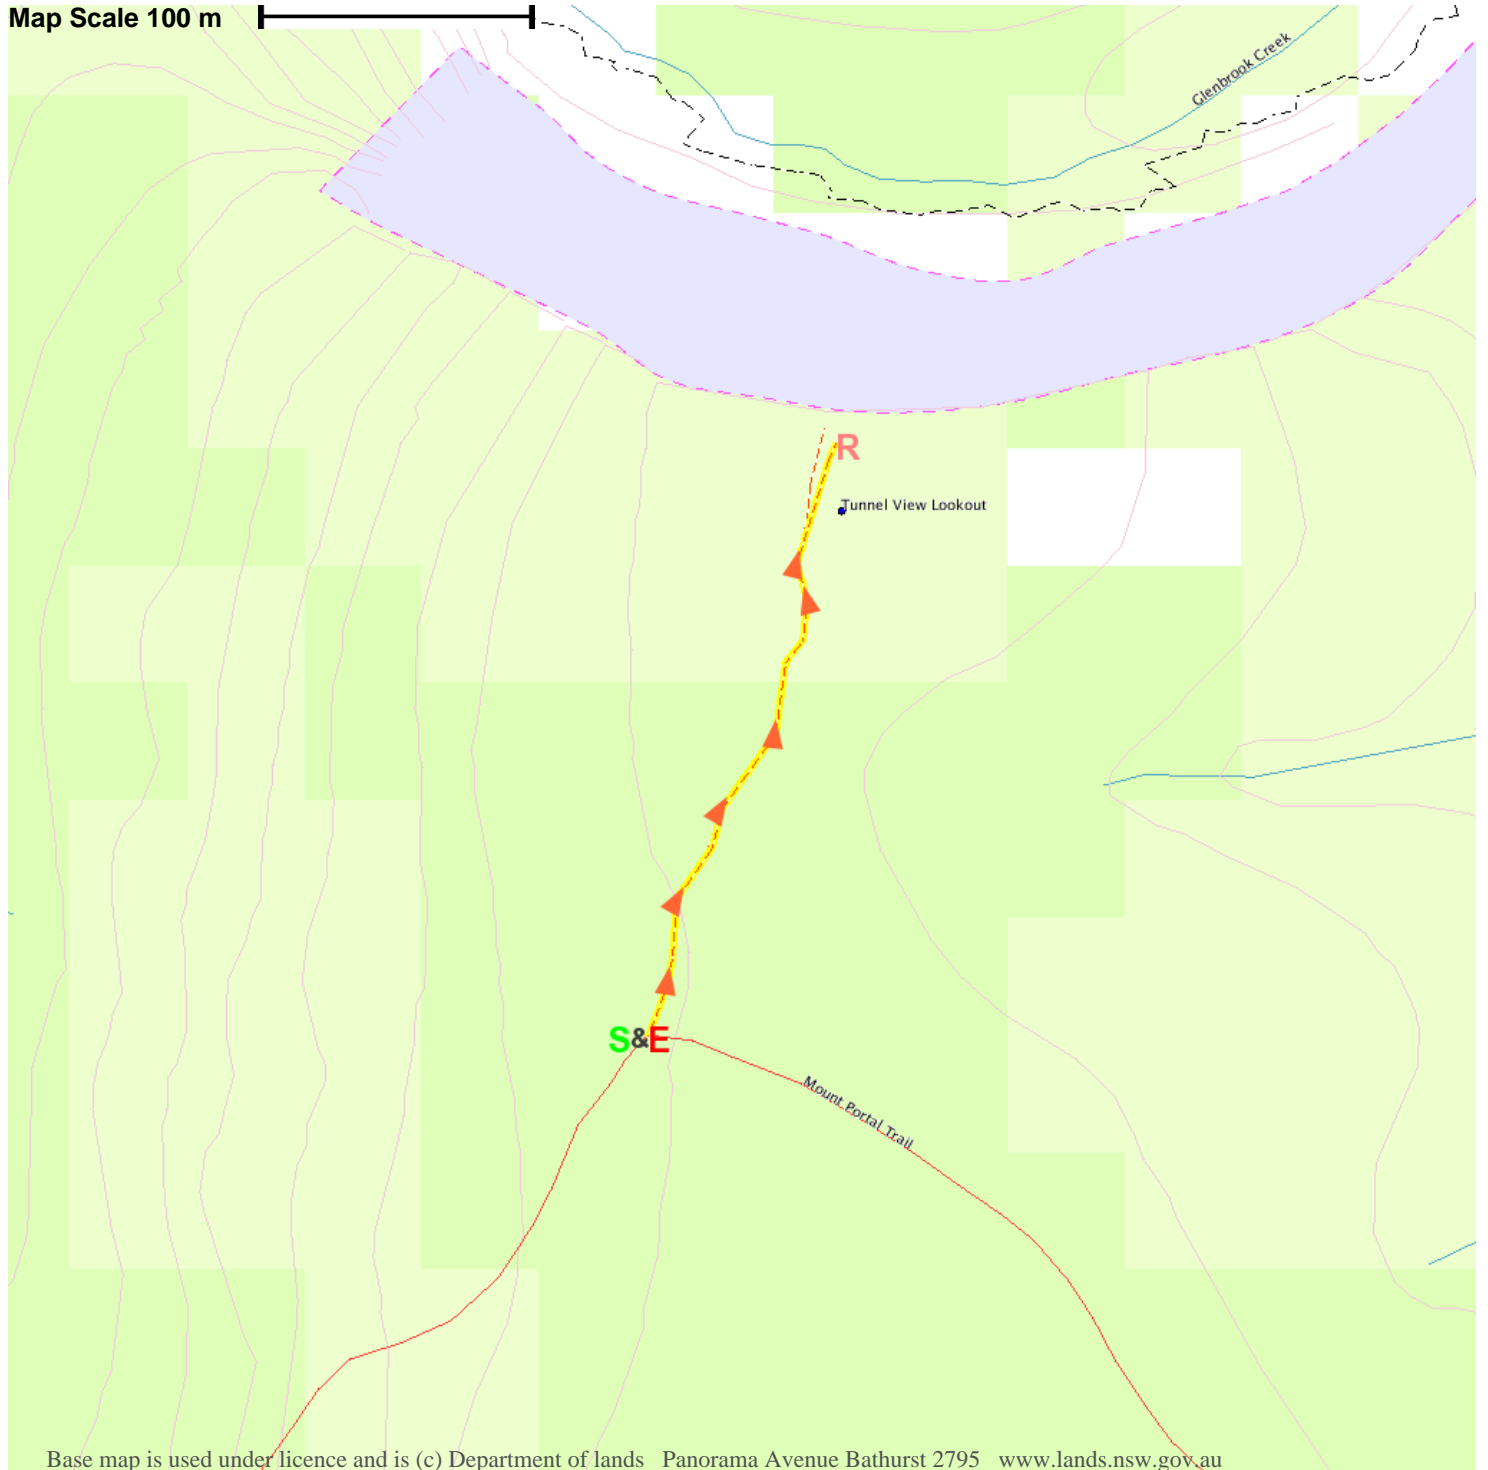 Map Scale 100 m
Glenbrook Creek
R
Tunnel View Lookout
S&E
Mount Portal Trail
Base map is used under licence and is (c) Department of lands Panorama Avenue Bathurst 2795 www.lands.nsw.gov.au